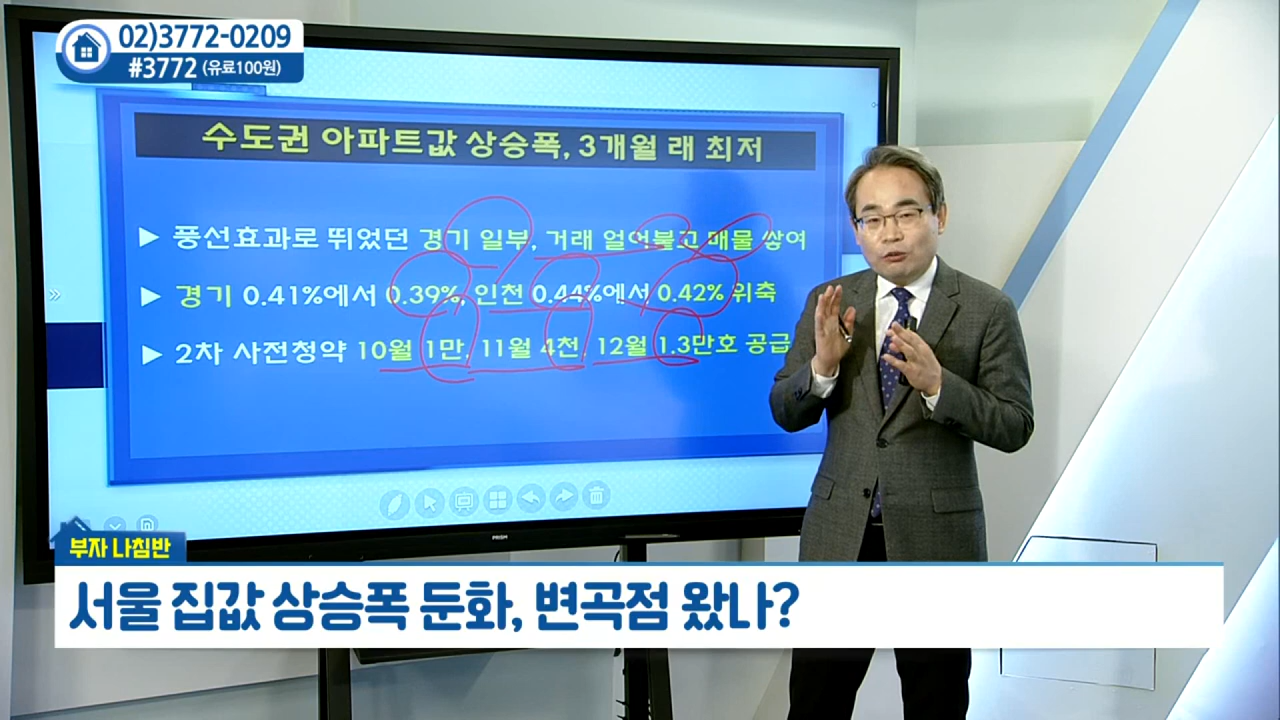 02)3772-0209
#3772 (유료100원)
수도권 아파트값 상승폭, 3개월 래 최저
▶ 풍선효과로 뛰었던 경기 일부, 거래 얼어붙고 매물 쌓여
▶ 경기 0.41%에서 0.39%, 인천 0.44%에서 0.42% 위축
▶ 2차 사전청약 10월 1만, 11월 4천, 12월 1.3만호 공급
PRISM
부자 나침반
서울 집값 상승폭 둔화, 변곡점 왔나?